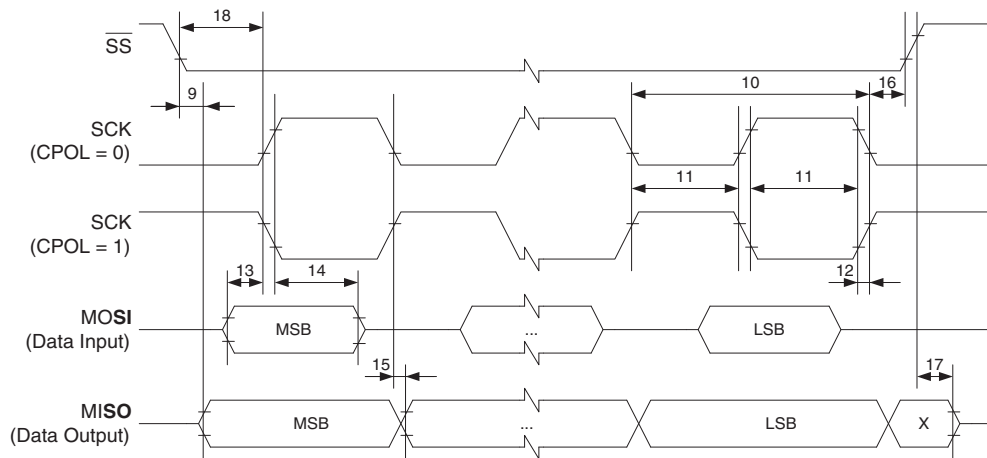 18
SS
9
10
16
SCK
(CPOL = 0)
11
11
SCK
(CPOL = 1)
13
14
12
MOSI
(Data Input)
MSB
...
LSB
15
17
MISO
(Data Output)
MSB
...
LSB
X